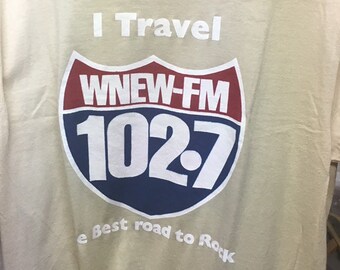 I Travel
WNEW-FM
102.7
e Best road to Rock